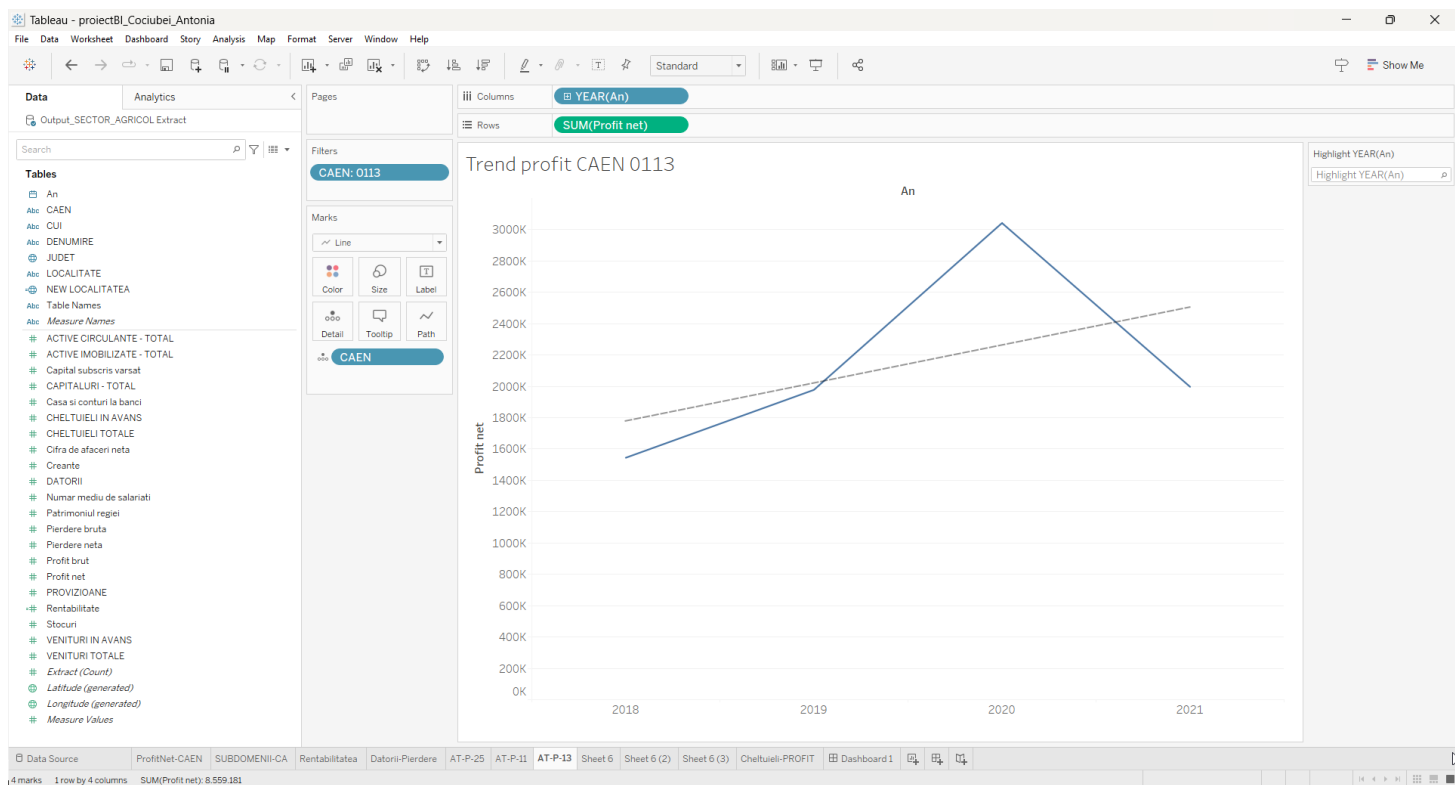 Tableau - proiectBI_Cociubei_Antonia
File Data Worksheet Dashboard Story Analysis Map Format Server Window Help
Standard
Show Me
Data Analytics
Output_SECTOR_AGRICOL Extract
Search
Tables
An
Abc CAEN
Abc CUI
Abc DENUMIRE
JUDET
Abc LOCALITATE
NEW LOCALITATEA
Abc Table Names
Abc Measure Names
# ACTIVE CIRCULANTE - TOTAL
# ACTIVE IMOBILIZATE - TOTAL
# Capital subscris varsat
# CAPITALURI - TOTAL
# Casa si conturi la banci
# CHELTUIELI IN AVANS
# CHELTUIELI TOTALE
# Cifra de afaceri neta
# Creante
# DATORII
# Numar mediu de salariati
# Patrimoniul regiei
# Pierdere bruta
# Pierdere neta
# Profit brut
# Profit net
# PROVIZIOANE
# Rentabilitate
# Stocuri
# VENITURI IN AVANS
# VENITURI TOTALE
# Extract (Count)
Latitude (generated)
Longitude (generated)
# Measure Values
Pages
Filters
CAEN: 0113
Marks
Line
Color Size Label
Detail Tooltip Path
CAEN
Columns YEAR(An)
Rows SUM(Profit net)
Trend profit CAEN 0113
An
Profit net
3000K
2800K
2600K
2400K
2200K
2000K
1800K
1600K
1400K
1200K
1000K
800K
600K
400K
200K
0K
2018 2019 2020 2021
Highlight YEAR(An)
Highlight YEAR(An)
Data Source ProfitNet-CAEN SUBDOMENII-CA Rentabilitatea Datorii-Pierdere AT-P-25 AT-P-11 AT-P-13 Sheet 6 Sheet 6 (2) Sheet 6 (3) Cheltuieli-PROFIT Dashboard 1
4 marks 1 row by 4 columns SUM(Profit net): 8.559.181